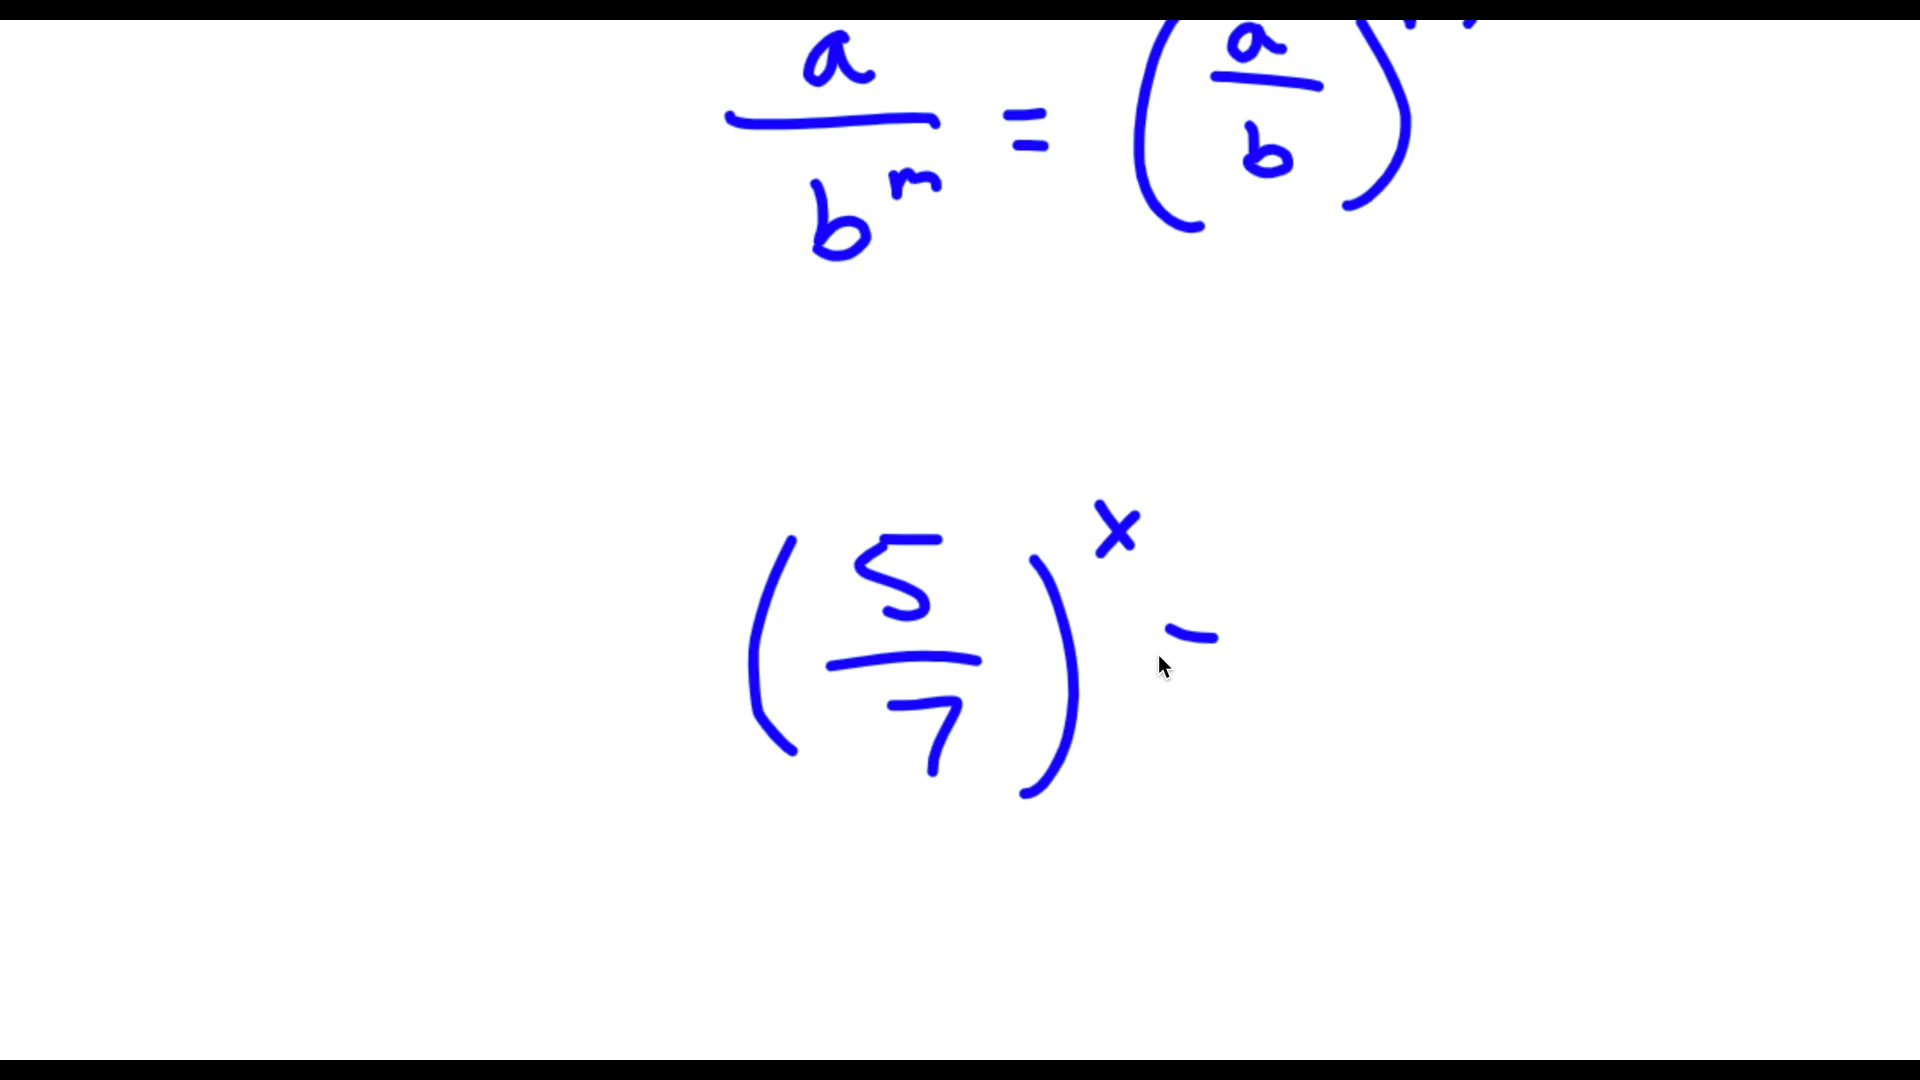 a / b^m = (a / b)
(5 / 7)^x -